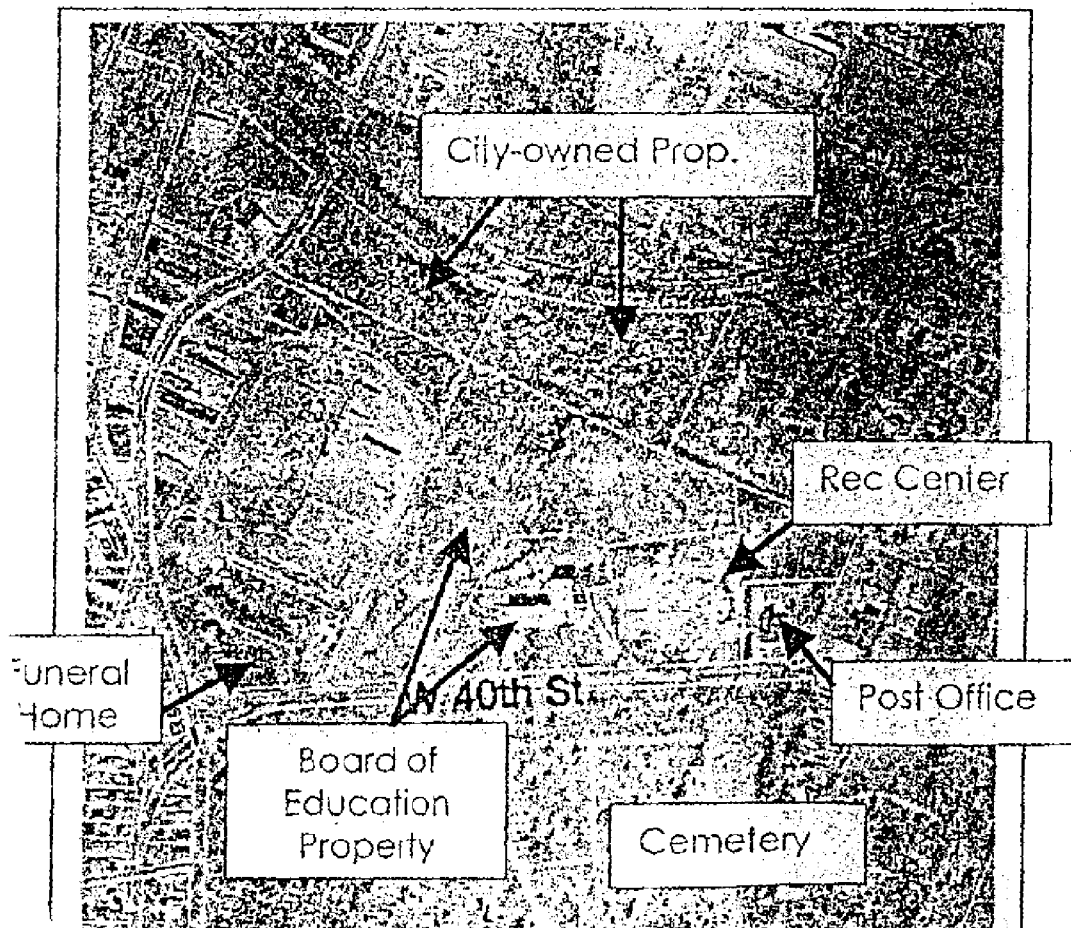 City-owned Prop.
Rec Center
Funeral
Home
W 40th St.
Post Office
Board of
Education
Property
Cemetery